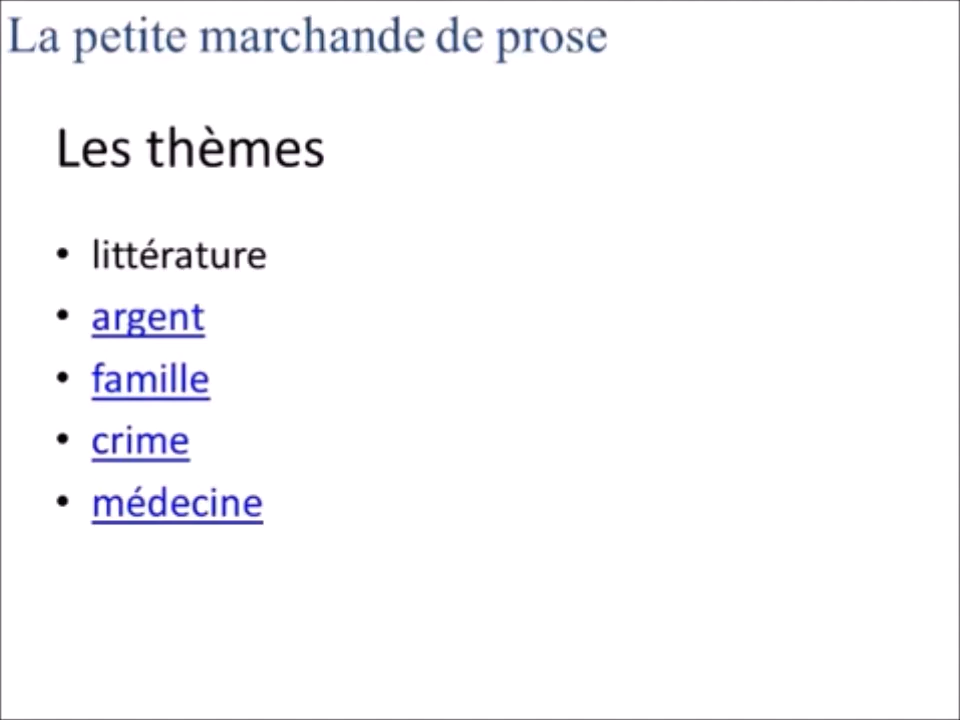 La petite marchande de prose
Les thèmes
• littérature
• argent
• famille
• crime
• médecine